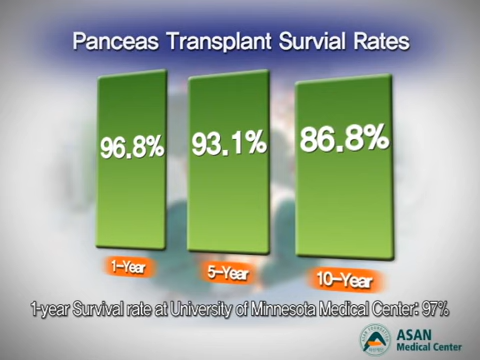 Panceas Transplant Survial Rates
96.8% 93.1% 86.8%
1-Year 5-Year 10-Year
1-year Survival rate at University of Minnesota Medical Center: 97%
ASAN
Medical Center